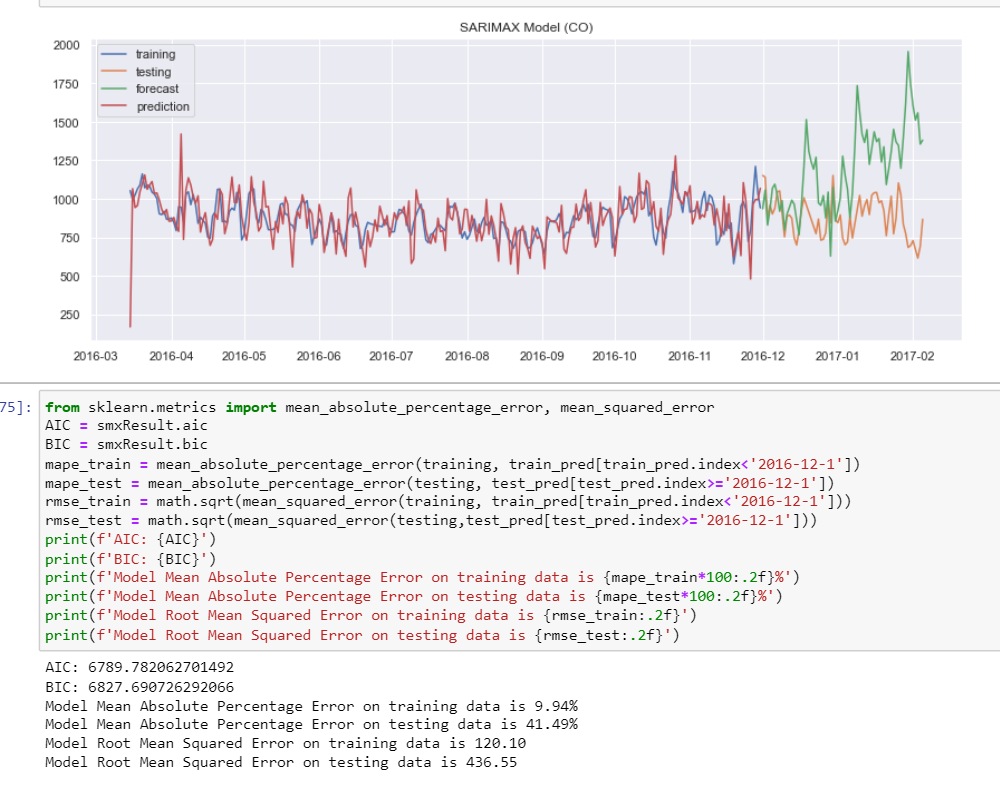 SARIMAX Model (CO)
2000
1750
1500
1250
1000
750
500
250
training
testing
forecast
prediction
2016-03 2016-04 2016-05 2016-06 2016-07 2016-08 2016-09 2016-10 2016-11 2016-12 2017-01 2017-02
75]: from sklearn.metrics import mean_absolute_percentage_error, mean_squared_error
AIC = smxResult.aic
BIC = smxResult.bic
mape_train = mean_absolute_percentage_error(training, train_pred[train_pred.index<'2016-12-1'])
mape_test = mean_absolute_percentage_error(testing, test_pred[test_pred.index>='2016-12-1'])
rmse_train = math.sqrt(mean_squared_error(training, train_pred[train_pred.index<'2016-12-1']))
rmse_test = math.sqrt(mean_squared_error(testing,test_pred[test_pred.index>='2016-12-1']))
print(f'AIC: {AIC}')
print(f'BIC: {BIC}')
print(f'Model Mean Absolute Percentage Error on training data is {mape_train*100:.2f}%')
print(f'Model Mean Absolute Percentage Error on testing data is {mape_test*100:.2f}%')
print(f'Model Root Mean Squared Error on training data is {rmse_train:.2f}')
print(f'Model Root Mean Squared Error on testing data is {rmse_test:.2f}')
AIC: 6789.782062701492
BIC: 6827.690726292066
Model Mean Absolute Percentage Error on training data is 9.94%
Model Mean Absolute Percentage Error on testing data is 41.49%
Model Root Mean Squared Error on training data is 120.10
Model Root Mean Squared Error on testing data is 436.55